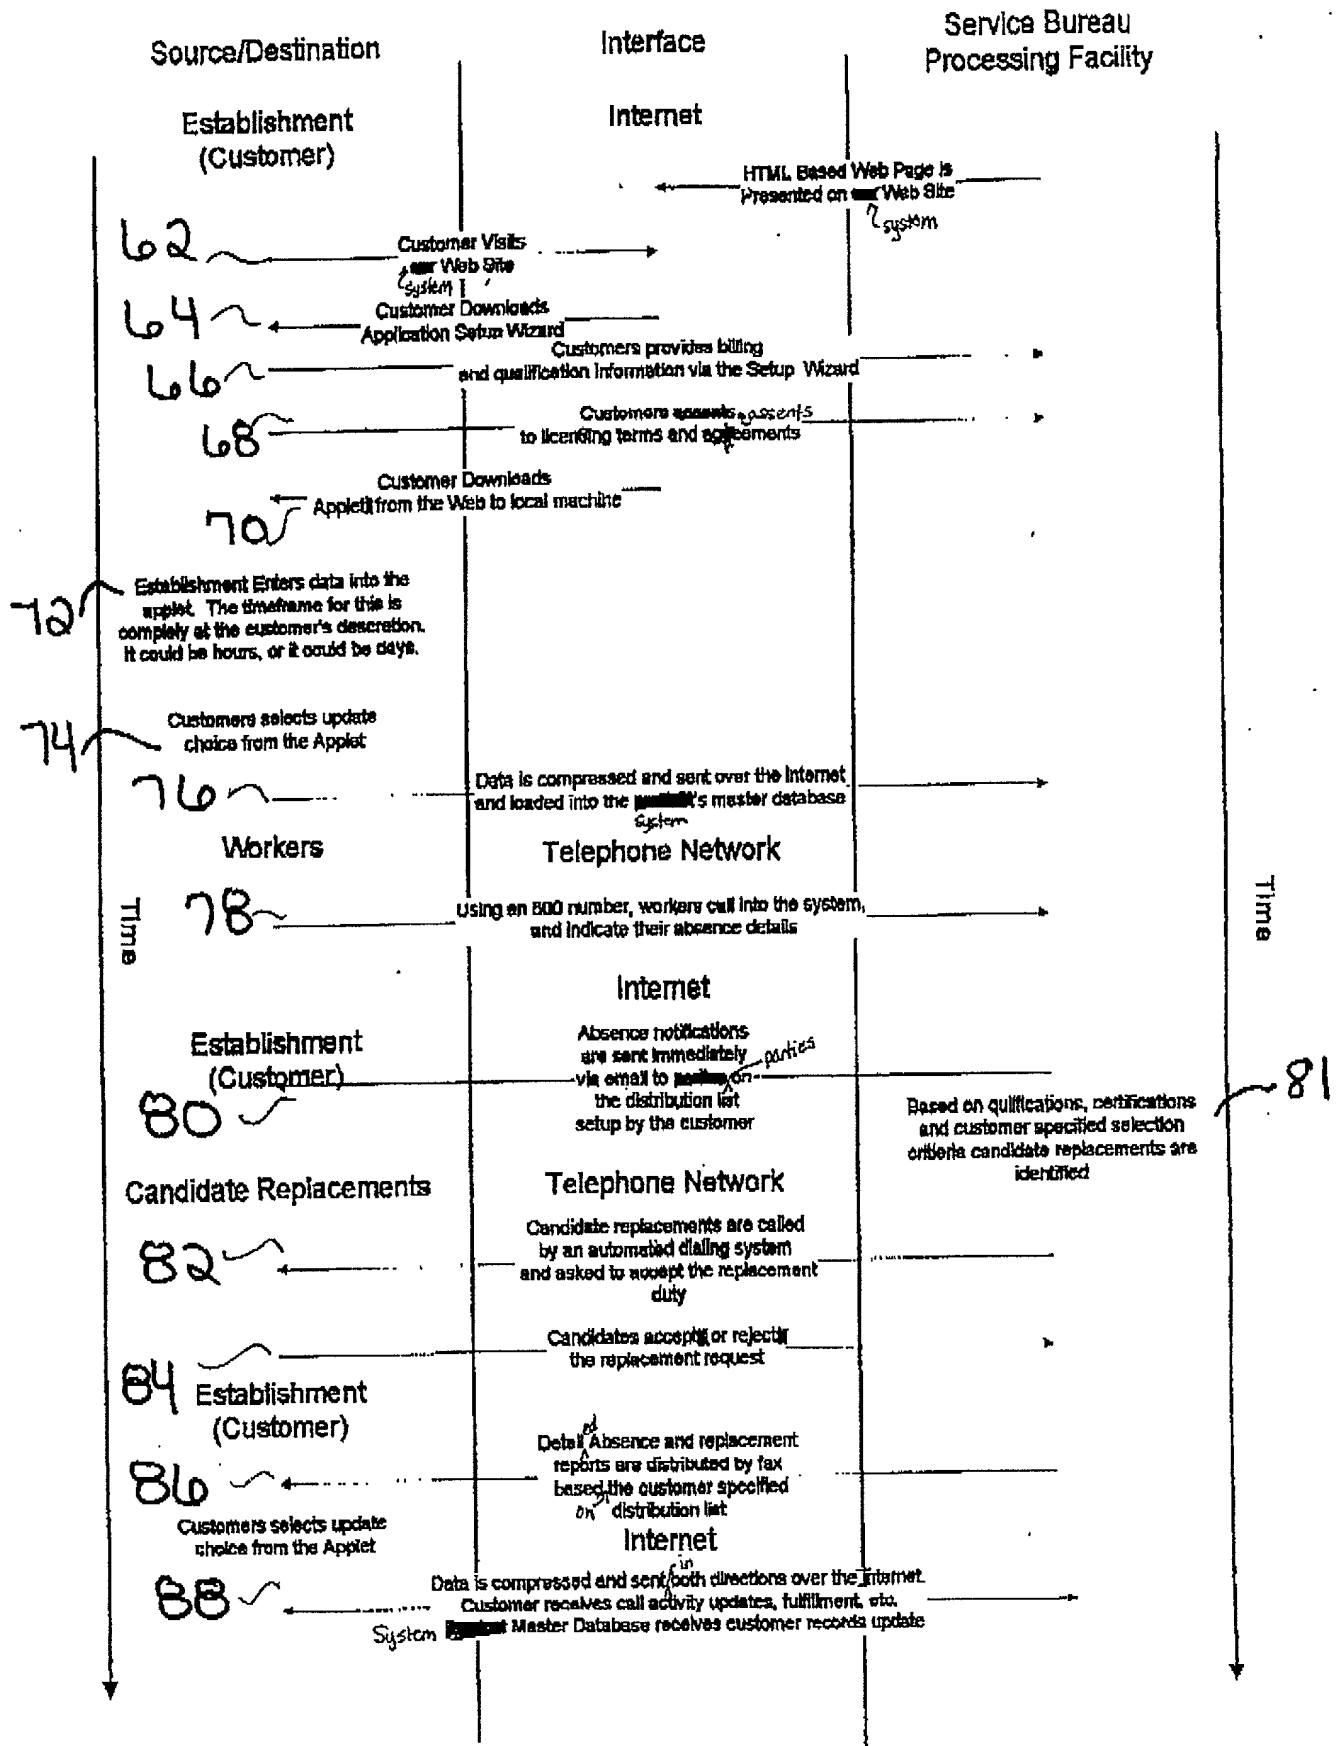 Source/Destination
Interface
Service Bureau
Processing Facility
Establishment
(Customer)
Internet
HTML Based Web Page is
Presented on Web Site
system
62
Customer Visits
Web Site
system
64
Customer Downloads
Application Setup Wizard
66
Customers provides billing
and qualification information via the Setup Wizard
68
Customers assents
to licensing terms and agreements
Customer Downloads
Applet from the Web to local machine
70
72
Establishment Enters data into the
applet. The timeframe for this is
complely at the customer's descretion.
It could be hours, or it could be days.
74
Customers selects update
choice from the Applet
76
Data is compressed and sent over the Internet
and loaded into the 's master database
System
Workers
Telephone Network
78
Using an 800 number, workers call into the system,
and indicate their absence details
Time
Time
Internet
Establishment
(Customer)
80
Absence notifications
are sent immediately
via email to parties on
the distribution list
setup by the customer
81
Based on qulifications, certifications
and customer specified selection
criteria candidate replacements are
identified
Candidate Replacements
Telephone Network
82
Candidate replacements are called
by an automated dialing system
and asked to accept the replacement
duty
84
Candidates accept or reject
the replacement request
Establishment
(Customer)
86
Detailed Absence and replacement
reports are distributed by fax
based on the customer specified
distribution list
Customers selects update
choice from the Applet
Internet
88
Data is compressed and sent in both directions over the Internet.
Customer receives call activity updates, fulfillment, etc.
System Master Database receives customer records update